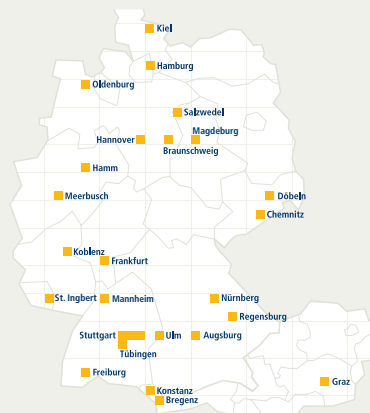 Kiel
Hamburg
Oldenburg
Salzwedel
Magdeburg
Hannover
Braunschweig
Hamm
Meerbusch
Döbeln
Chemnitz
Koblenz
Frankfurt
St. Ingbert
Mannheim
Nürnberg
Regensburg
Stuttgart
Ulm
Augsburg
Tübingen
Freiburg
Graz
Konstanz
Bregenz